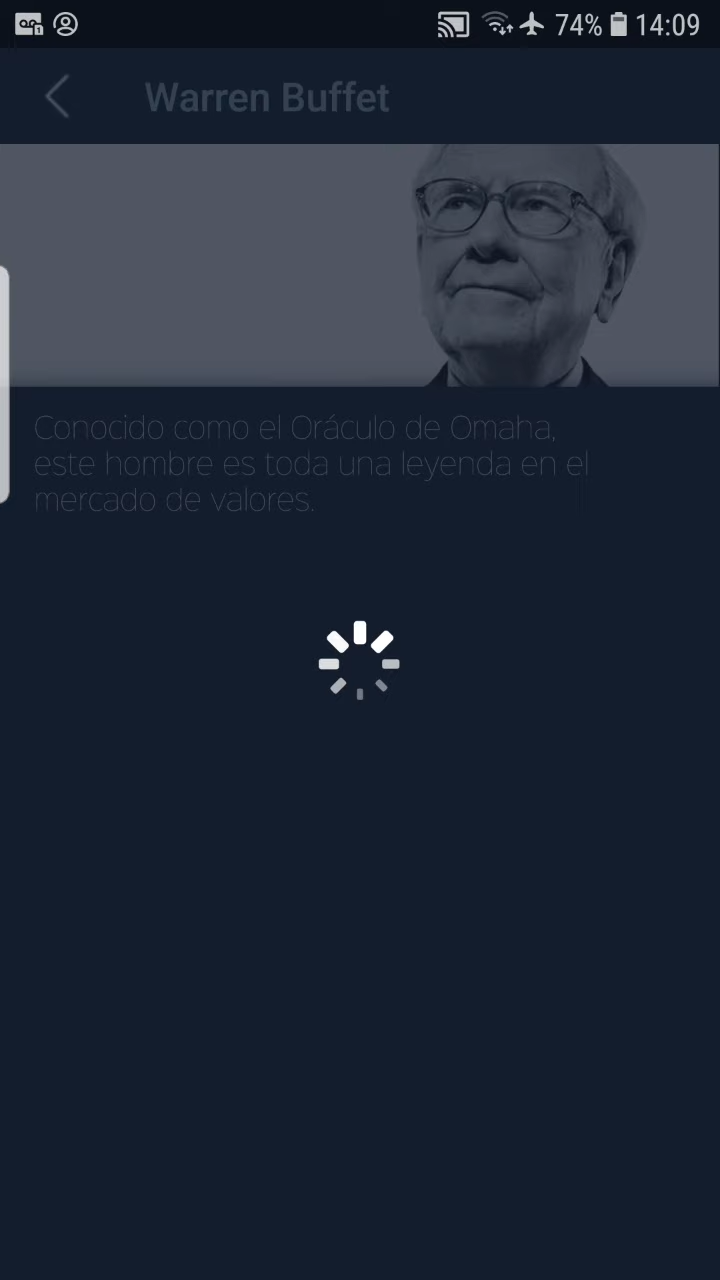 74% 14:09
Warren Buffet
Conocido como el Oráculo de Omaha,
este hombre es toda una leyenda en el
mercado de valores.